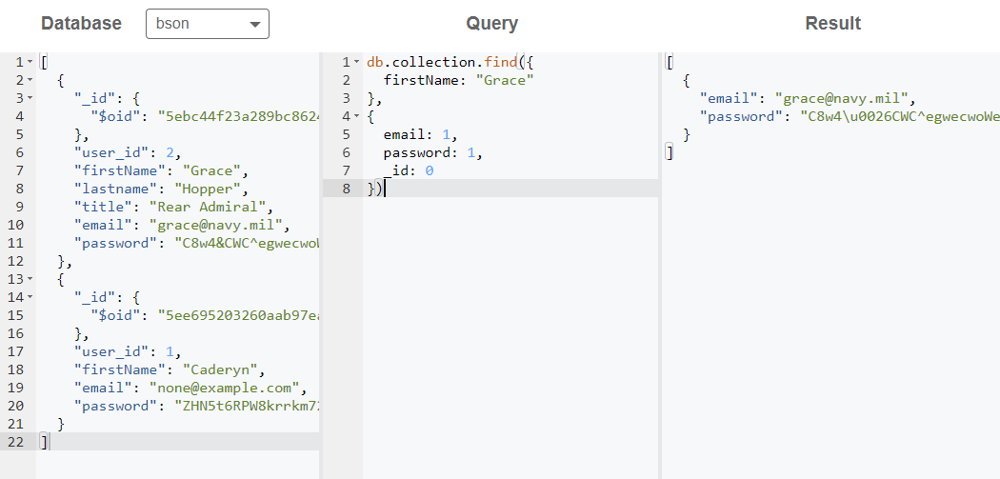 Database bson Query Result
1 [
2 {
3 "_id": {
4 "$oid": "5ebc44f23a289bc8624
5 },
6 "user_id": 2,
7 "firstName": "Grace",
8 "lastname": "Hopper",
9 "title": "Rear Admiral",
10 "email": "grace@navy.mil",
11 "password": "C8w4&CWC^egwecwoW
12 },
13 {
14 "_id": {
15 "$oid": "5ee695203260aab97ea
16 },
17 "user_id": 1,
18 "firstName": "Caderyn",
19 "email": "none@example.com",
20 "password": "ZHN5t6RPW8krrkm72
21 }
22 ]
1 db.collection.find({
2 firstName: "Grace"
3 },
4 {
5 email: 1,
6 password: 1,
7 _id: 0
8 })
[
{
"email": "grace@navy.mil",
"password": "C8w4\u0026CWC^egwecwoWe
}
]